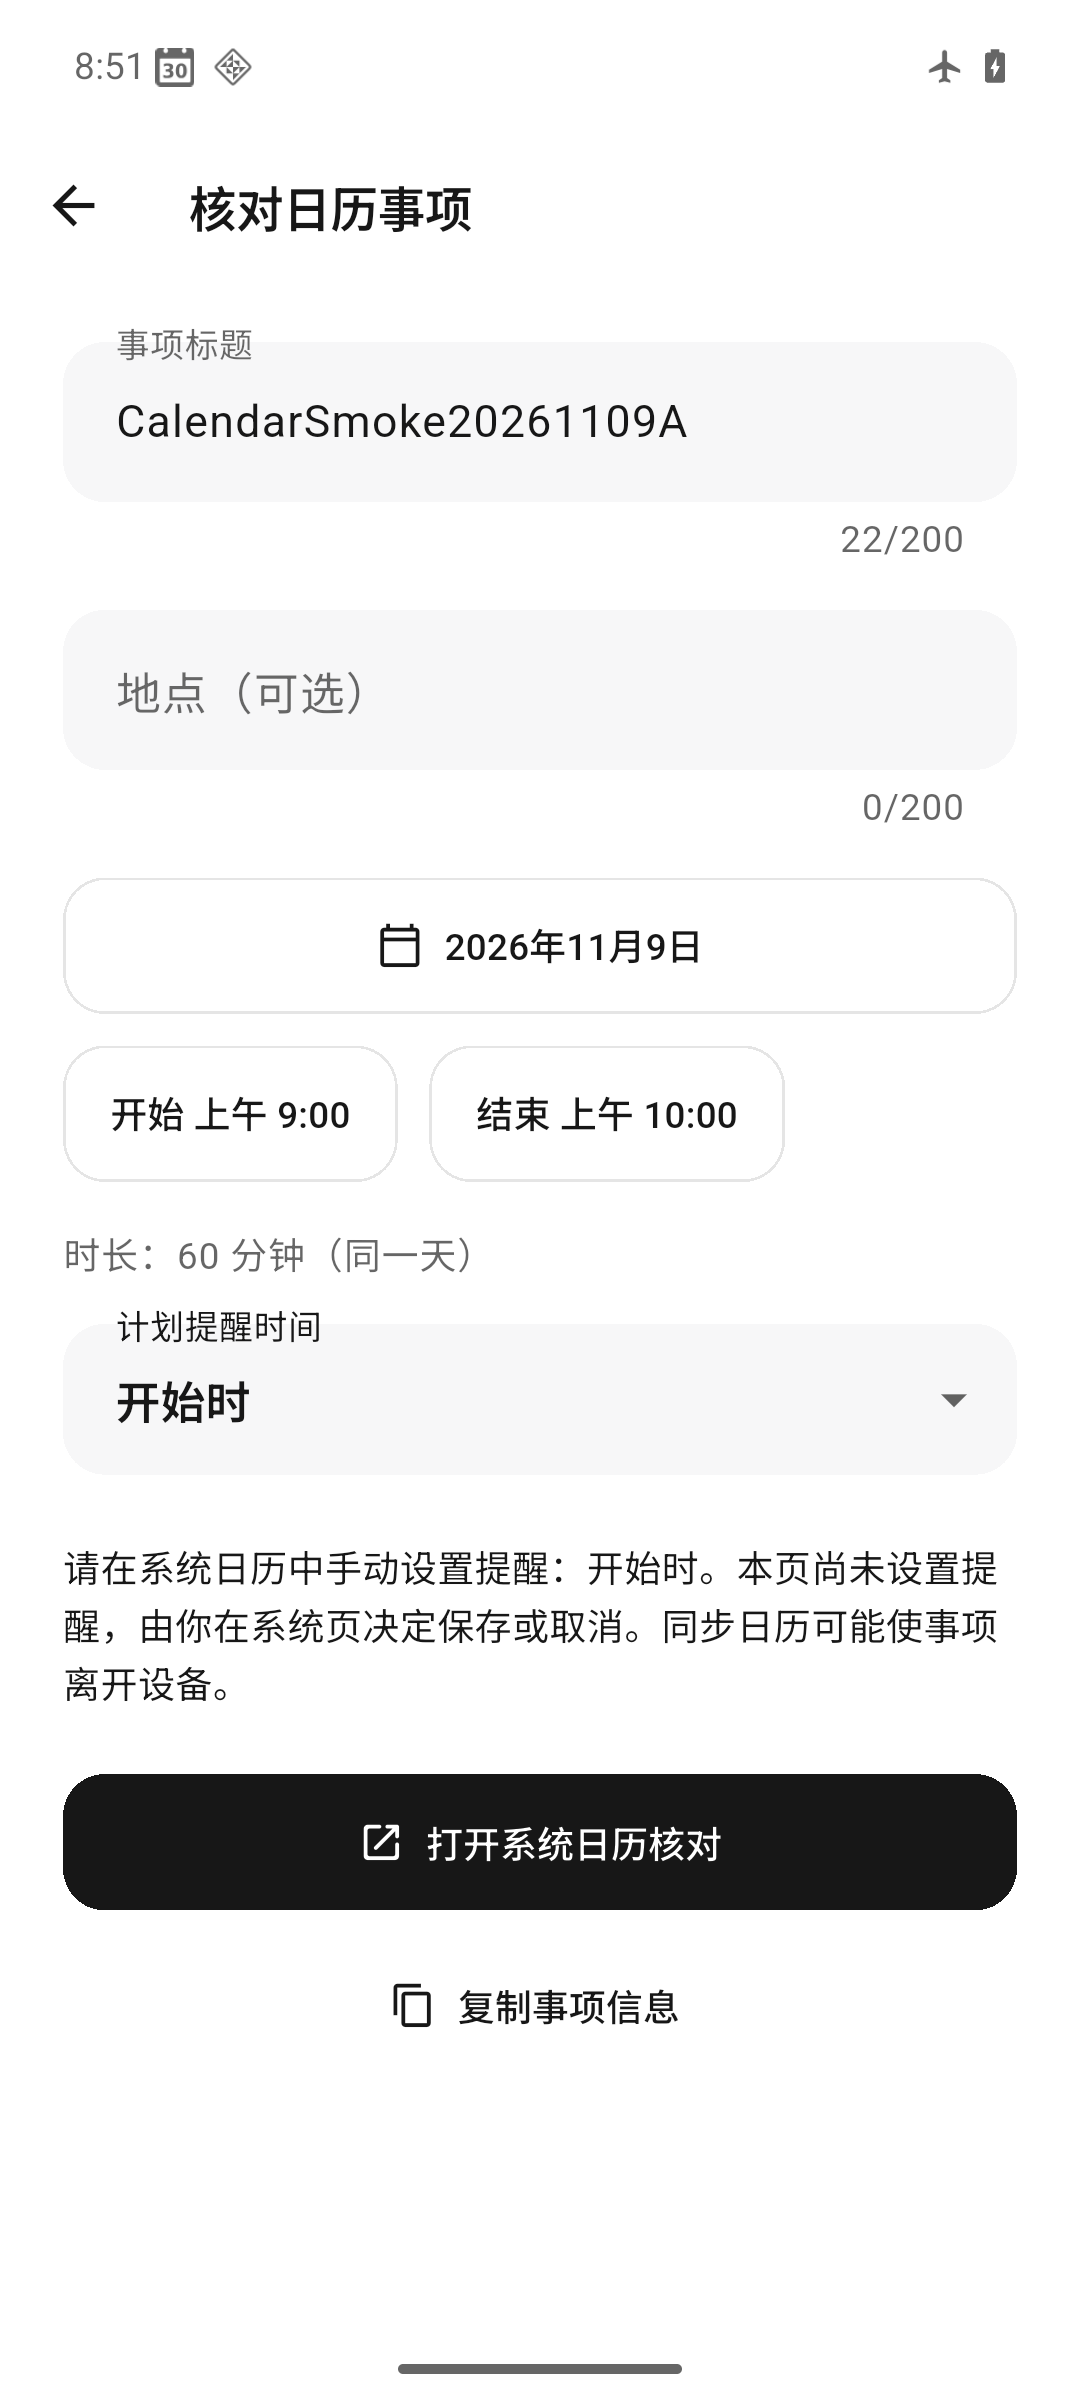 8:51 30
核对日历事项
事项标题
CalendarSmoke20261109A
22/200
地点（可选）
0/200
2026年11月9日
开始 上午 9:00
结束 上午 10:00
时长：60 分钟（同一天）
计划提醒时间
开始时
请在系统日历中手动设置提醒：开始时。本页尚未设置提
醒，由你在系统页决定保存或取消。同步日历可能使事项
离开设备。
打开系统日历核对
复制事项信息